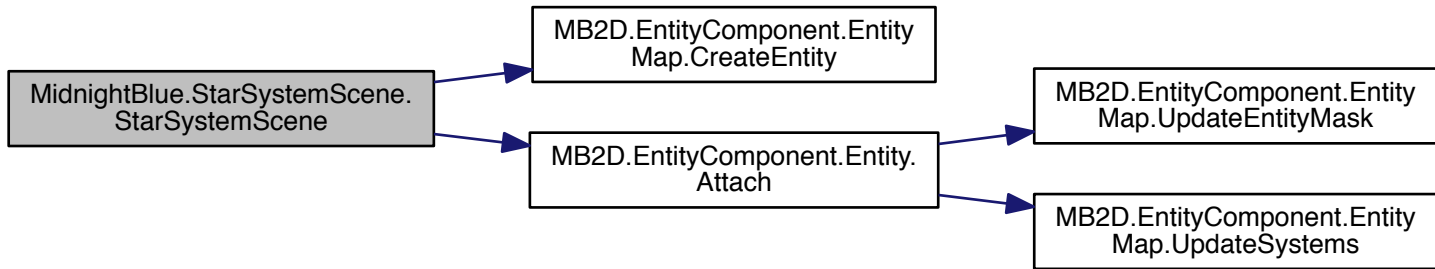 MidnightBlue.StarSystemScene.
StarSystemScene
MB2D.EntityComponent.Entity
Map.CreateEntity
MB2D.EntityComponent.Entity.
Attach
MB2D.EntityComponent.Entity
Map.UpdateEntityMask
MB2D.EntityComponent.Entity
Map.UpdateSystems